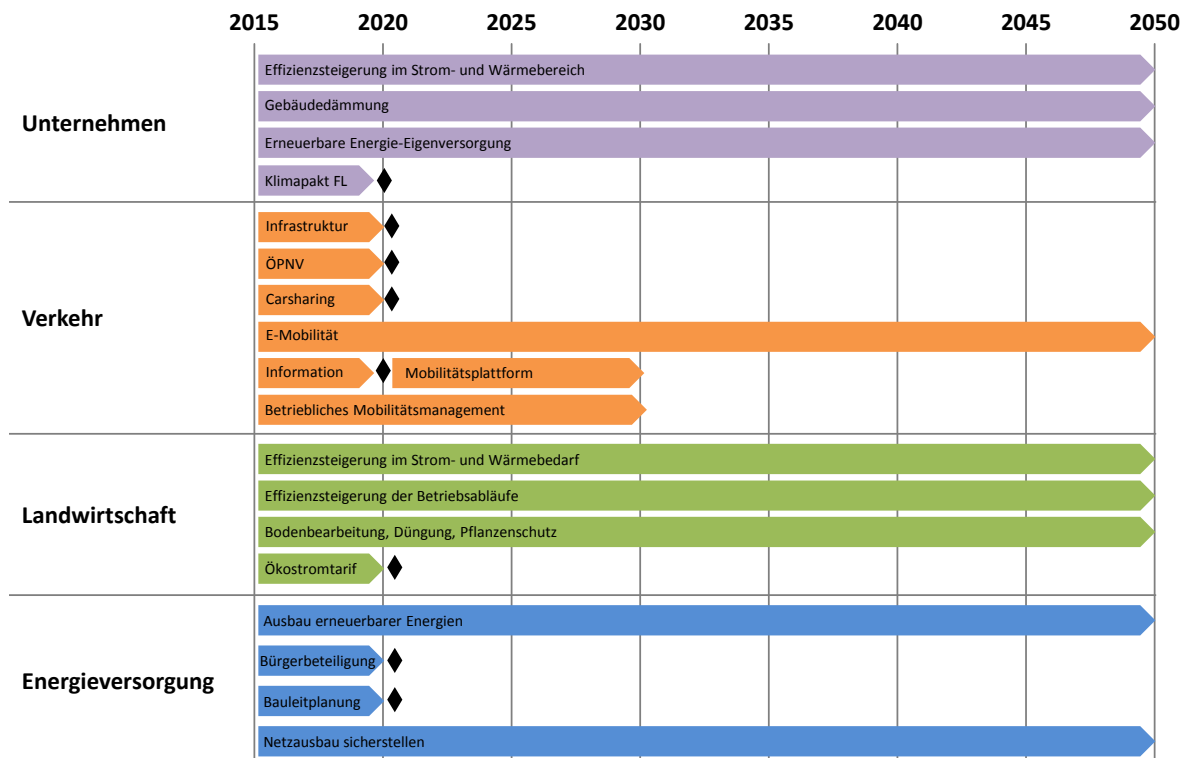 2015 2020 2025 2030 2035 2040 2045 2050
Effizienzsteigerung im Strom- und Wärmebereich
Gebäudedämmung
Unternehmen
Erneuerbare Energie-Eigenversorgung
Klimapakt FL
Infrastruktur
ÖPNV
Carsharing
Verkehr
E-Mobilität
Information Mobilitätsplattform
Betriebliches Mobilitätsmanagement
Effizienzsteigerung im Strom- und Wärmebedarf
Effizienzsteigerung der Betriebsabläufe
Landwirtschaft
Bodenbearbeitung, Düngung, Pflanzenschutz
Ökostromtarif
Ausbau erneuerbarer Energien
Bürgerbeteiligung
Energieversorgung
Bauleitplanung
Netzausbau sicherstellen